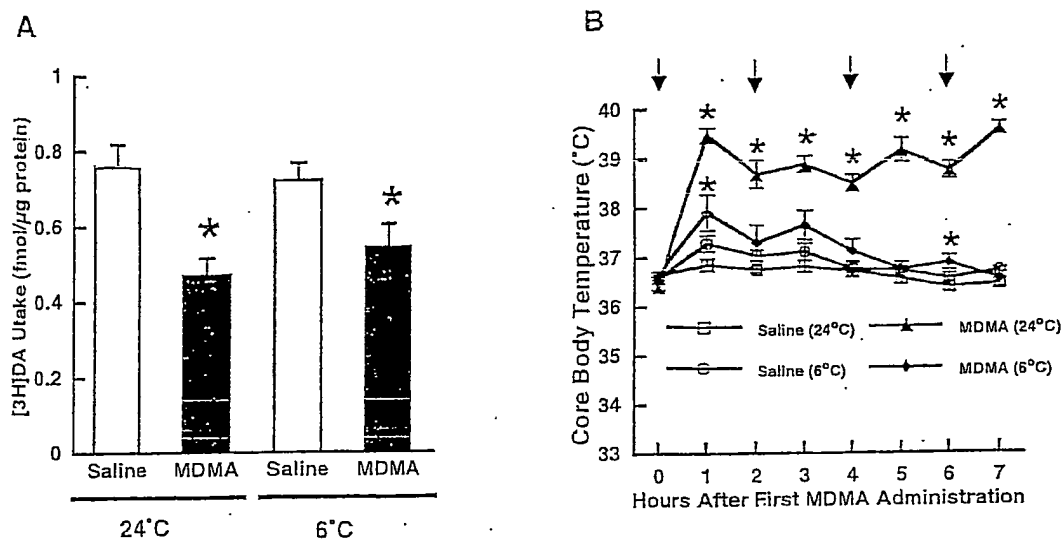 A
[3H]DA Utake (fmol/µg protein)
1
0.8
0.6
0.4
0.2
0
*
*
Saline MDMA Saline MDMA
24°C 6°C
B
Core Body Temperature (°C)
40
39
38
37
36
35
34
33
* * * * * * *
* *
Saline (24°C) MDMA (24°C)
Saline (6°C) MDMA (6°C)
0 1 2 3 4 5 6 7
Hours After First MDMA Administration